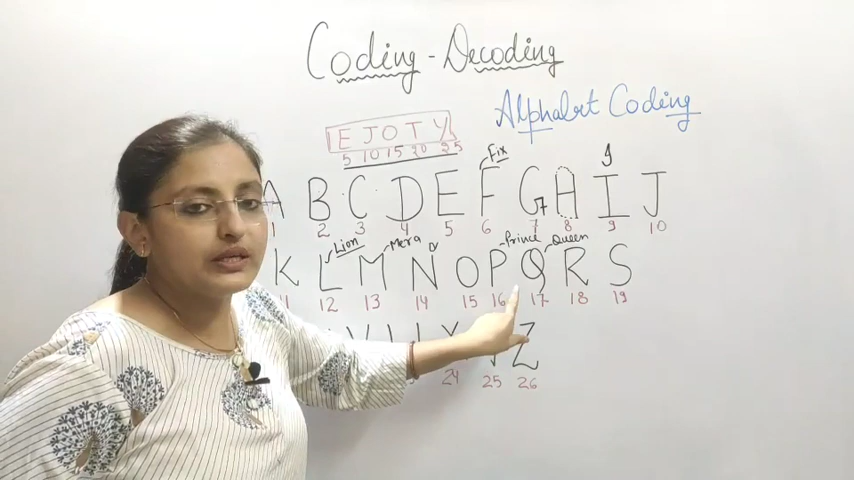 Coding - Decoding
Alphabet Coding
EJOTY
5 10 15 20 25
Fix
A B C D E F G H I J
1 2 3 4 5 6 7 8 9 10
Lion Mera Prince Queen
K L M N O P Q R S
11 12 13 14 15 16 17 18 19
Z
24 25 26